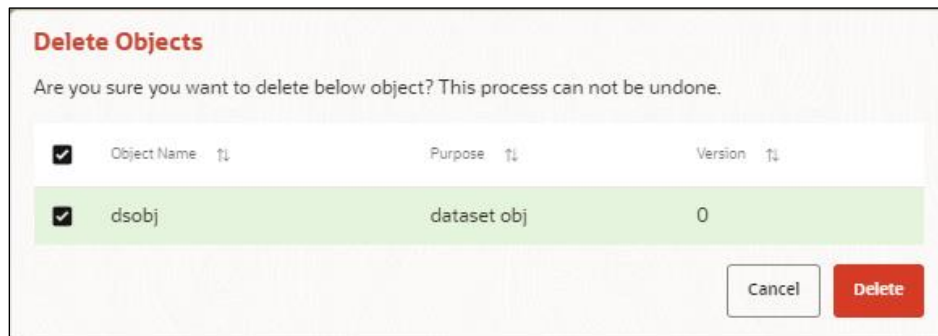 Delete Objects
Are you sure you want to delete below object? This process can not be undone.
Object Name Purpose Version
dsobj dataset obj 0
Cancel Delete